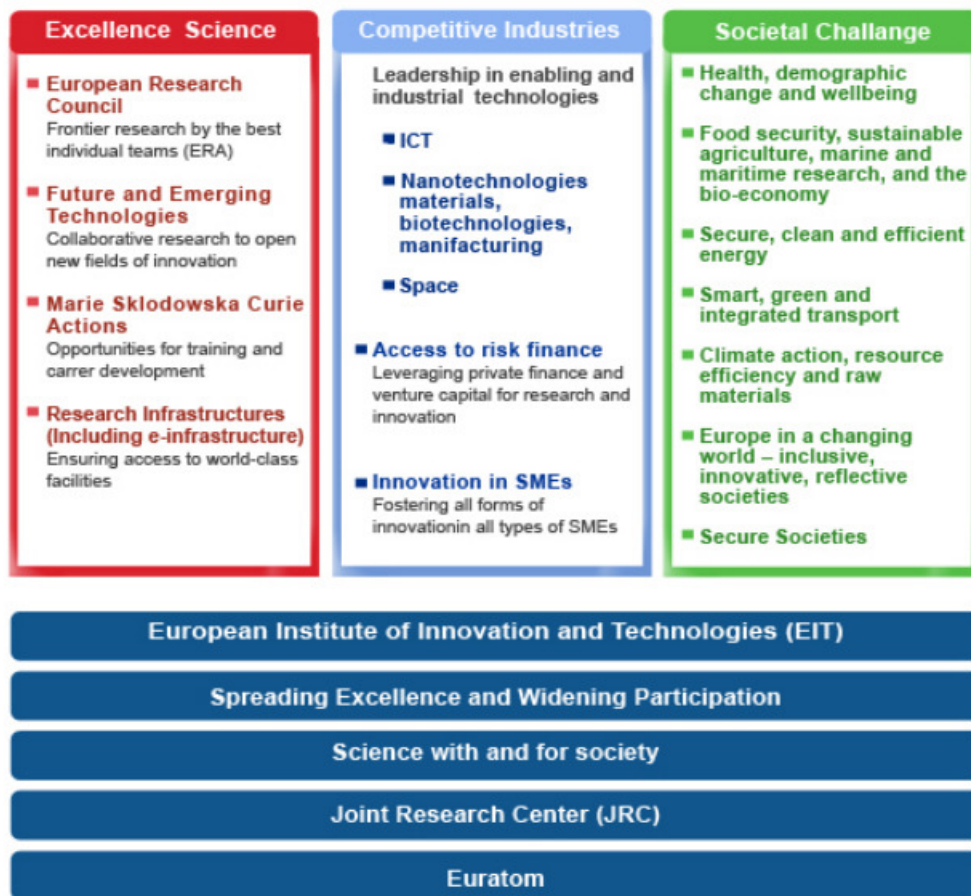 Excellence Science
European Research
Council
Frontier research by the best
individual teams (ERA)
Future and Emerging
Technologies
Collaborative research to open
new fields of innovation
Marie Sklodowska Curie
Actions
Opportunities for training and
carrer development
Research Infrastructures
(Including e-infrastructure)
Ensuring access to world-class
facilities
Competitive Industries
Leadership in enabling and
industrial technologies
ICT
Nanotechnologies
materials,
biotechnologies,
manifacturing
Space
Access to risk finance
Leveraging private finance and
venture capital for research and
innovation
Innovation in SMEs
Fostering all forms of
innovationin all types of SMEs
Societal Challange
Health, demographic
change and wellbeing
Food security, sustainable
agriculture, marine and
maritime research, and the
bio-economy
Secure, clean and efficient
energy
Smart, green and
integrated transport
Climate action, resource
efficiency and raw
materials
Europe in a changing
world – inclusive,
innovative, reflective
societies
Secure Societies
European Institute of Innovation and Technologies (EIT)
Spreading Excellence and Widening Participation
Science with and for society
Joint Research Center (JRC)
Euratom